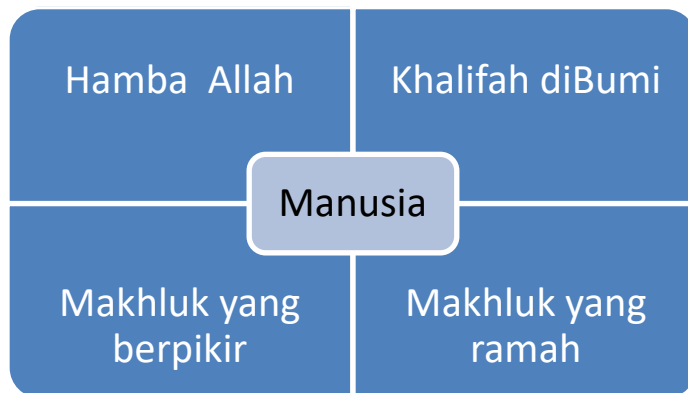 Hamba Allah
Khalifah diBumi
Manusia
Makhluk yang
berpikir
Makhluk yang
ramah